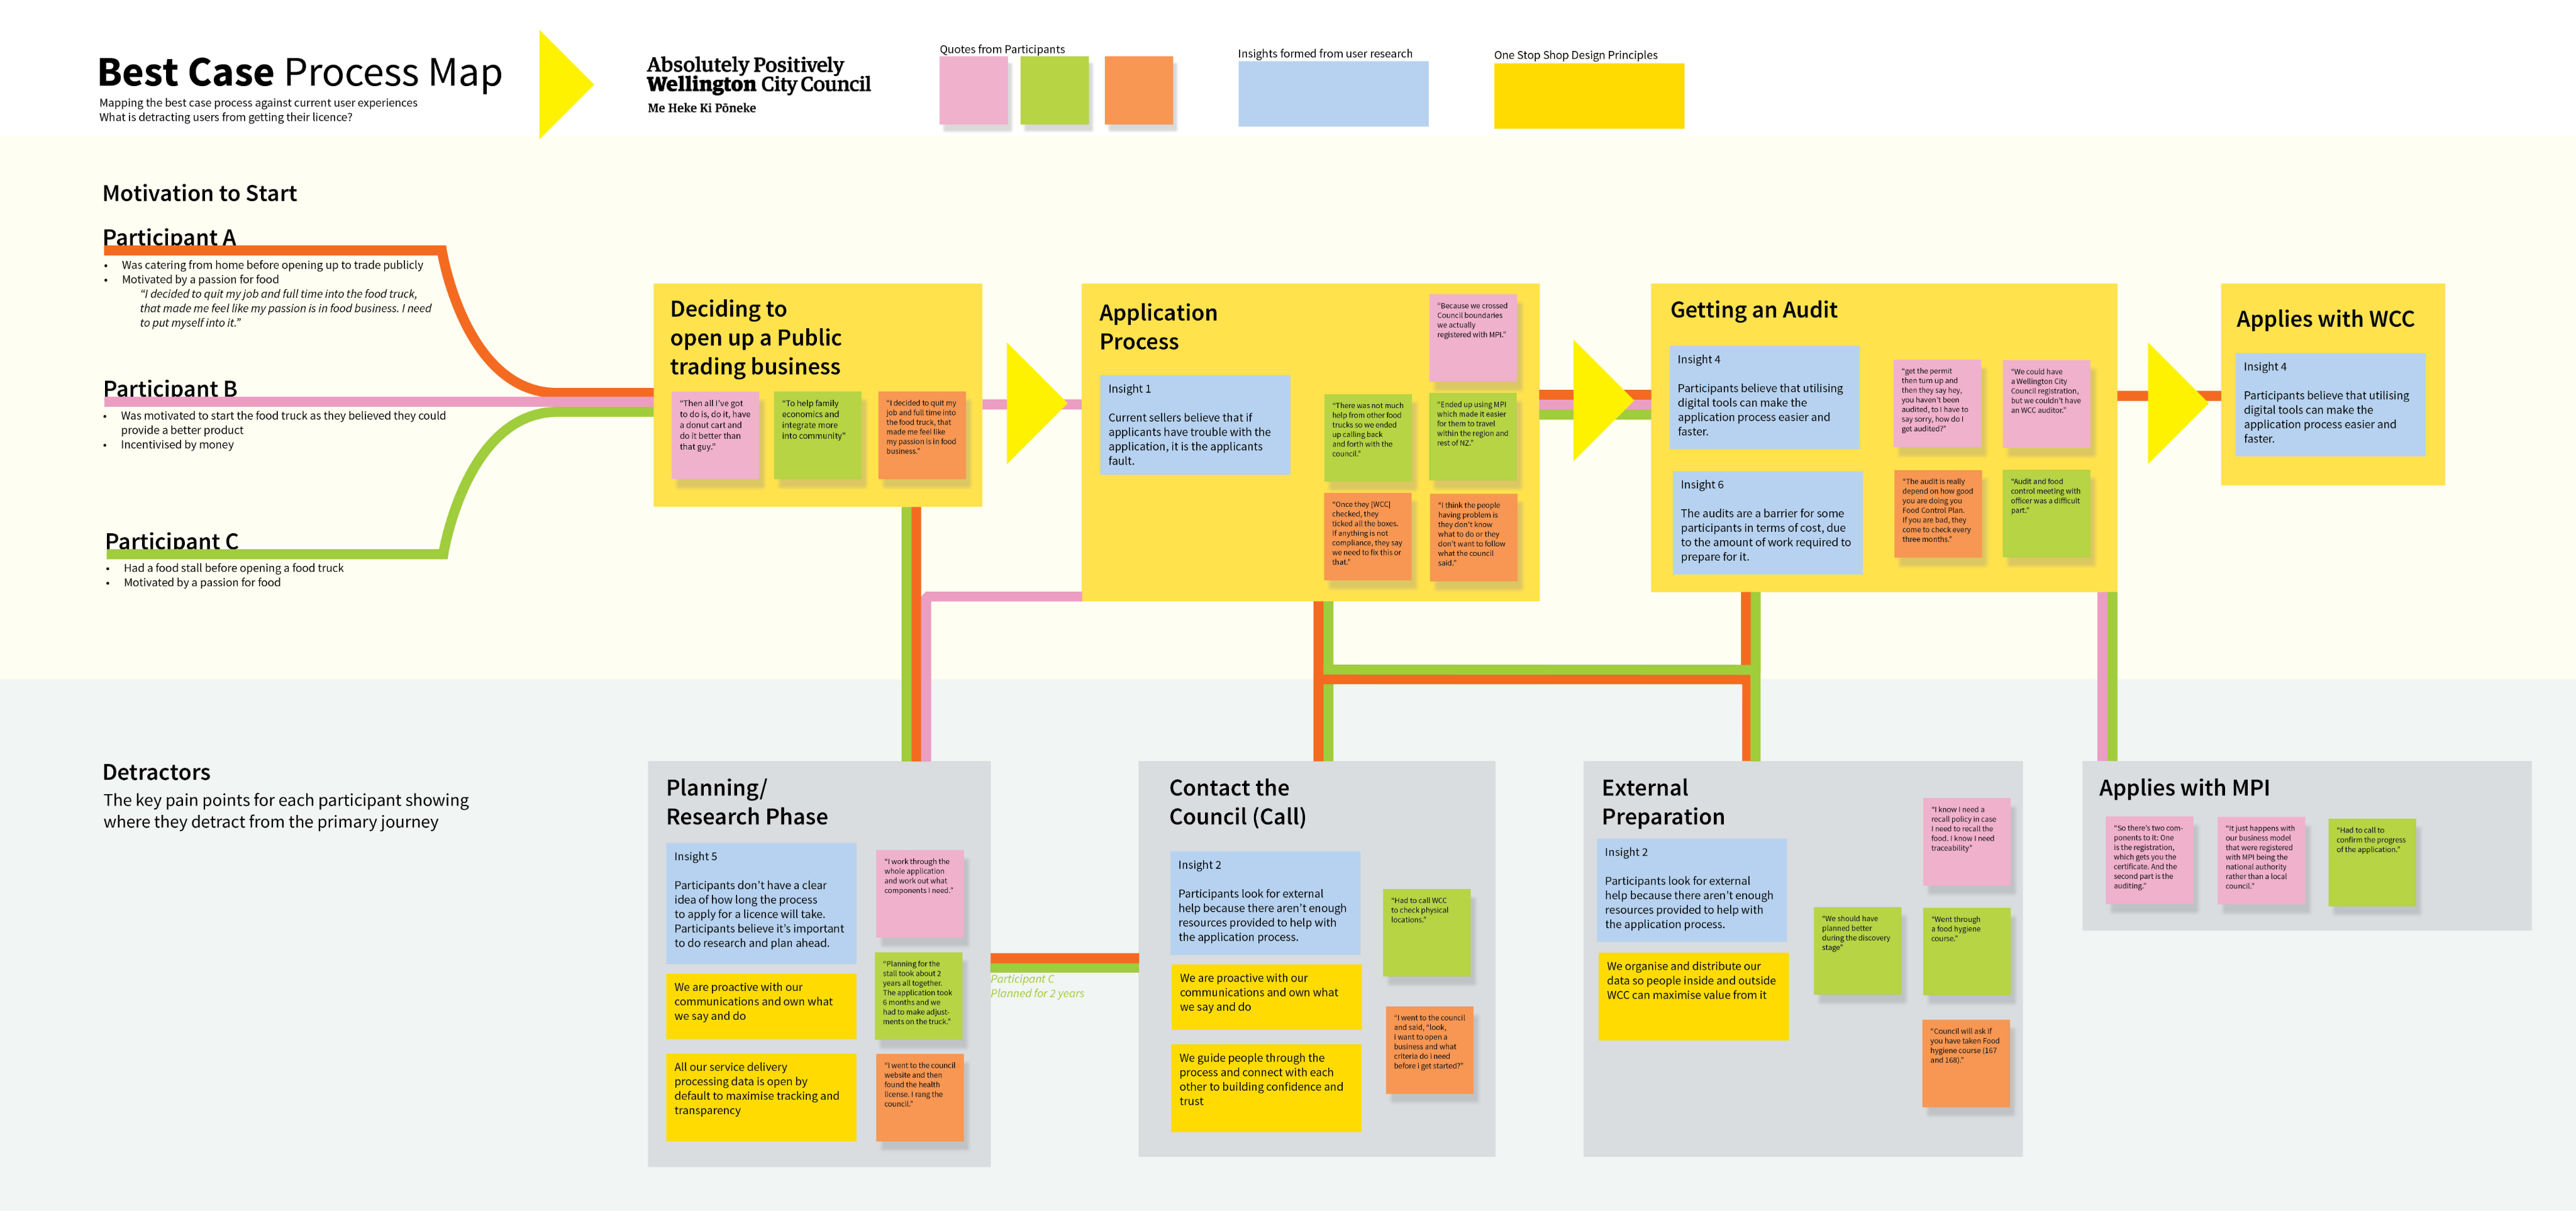 Best Case Process Map
Mapping the best case process against current user experiences
What is detracting users from getting their licence?
Absolutely Positively
Wellington City Council
Me Heke Ki Pōneke
Quotes from Participants
Insights formed from user research
One Stop Shop Design Principles
Motivation to Start
Participant A
• Was catering from home before opening up to trade publicly
• Motivated by a passion for food
“I decided to quit my job and full time into the food truck,
that made me feel like my passion is in food business. I need
to put myself into it.”
Participant B
• Was motivated to start the food truck as they believed they could
provide a better product
• Incentivised by money
Participant C
• Had a food stall before opening a food truck
• Motivated by a passion for food
Deciding to
open up a Public
trading business
“Then all I’ve got
to do is, do it, have
a donut cart and
do it better than
that guy.”
“To help family
economics and
integrate more
into community”
“I decided to quit my
job and full time into
the food truck, that
made me feel like
my passion is in food
business.”
Application
Process
Insight 1
Current sellers believe that if
applicants have trouble with the
application, it is the applicants
fault.
“Because we crossed
Council boundaries
we actually
registered with MPI.”
“There was not much
help from other food
trucks so we ended
up calling back
and forth with the
council.”
“Ended up using MPI
which made it easier
for them to travel
within the region and
rest of NZ.”
“Once they [WCC]
checked, they
ticked all the boxes.
If anything is not
compliance, they say
we need to fix this or
that.”
“I think the people
having problem is
they don’t know
what to do or they
don’t want to follow
what the council
said.”
Getting an Audit
Insight 4
Participants believe that utilising
digital tools can make the
application process easier and
faster.
Insight 6
The audits are a barrier for some
participants in terms of cost, due
to the amount of work required to
prepare for it.
“get the permit
then turn up and
then they say hey,
you haven’t been
audited, to I have to
say sorry, how do I
get audited?”
“We could have
a Wellington City
Council registration,
but we couldn’t have
an WCC auditor.”
“The audit is really
depend on how good
you are doing you
Food Control Plan.
If you are bad, they
come to check every
three months.”
“Audit and food
control meeting with
officer was a difficult
part.”
Applies with WCC
Insight 4
Participants believe that utilising
digital tools can make the
application process easier and
faster.
Detractors
The key pain points for each participant showing
where they detract from the primary journey
Planning/
Research Phase
Insight 5
Participants don’t have a clear
idea of how long the process
to apply for a licence will take.
Participants believe it’s important
to do research and plan ahead.
We are proactive with our
communications and own what
we say and do
All our service delivery
processing data is open by
default to maximise tracking and
transparency
“I work through the
whole application
and work out what
components I need.”
“Planning for the
stall took about 2
years all together.
The application took
6 months and we
had to make adjust-
ments on the truck.”
“I went to the council
website and then
found the health
license. I rang the
council.”
Participant C
Planned for 2 years
Contact the
Council (Call)
Insight 2
Participants look for external
help because there aren’t enough
resources provided to help with
the application process.
We are proactive with our
communications and own what
we say and do
We guide people through the
process and connect with each
other to building confidence and
trust
“Had to call WCC
to check physical
locations.”
“I went to the council
and said, “look,
I want to open a
business and what
criteria do I need
before i get started?”
External
Preparation
Insight 2
Participants look for external
help because there aren’t enough
resources provided to help with
the application process.
We organise and distribute our
data so people inside and outside
WCC can maximise value from it
“I know I need a
recall policy in case
I need to recall the
food. I know I need
traceability”
“We should have
planned better
during the discovery
stage”
“Went through
a food hygiene
course.”
“Council will ask if
you have taken Food
hygiene course (167
and 168).”
Applies with MPI
“So there’s two com-
ponents to it: One
is the registration,
which gets you the
certificate. And the
second part is the
auditing.”
“It just happens with
our business model
that were registered
with MPI being the
national authority
rather than a local
council.”
“Had to call to
confirm the progress
of the application.”